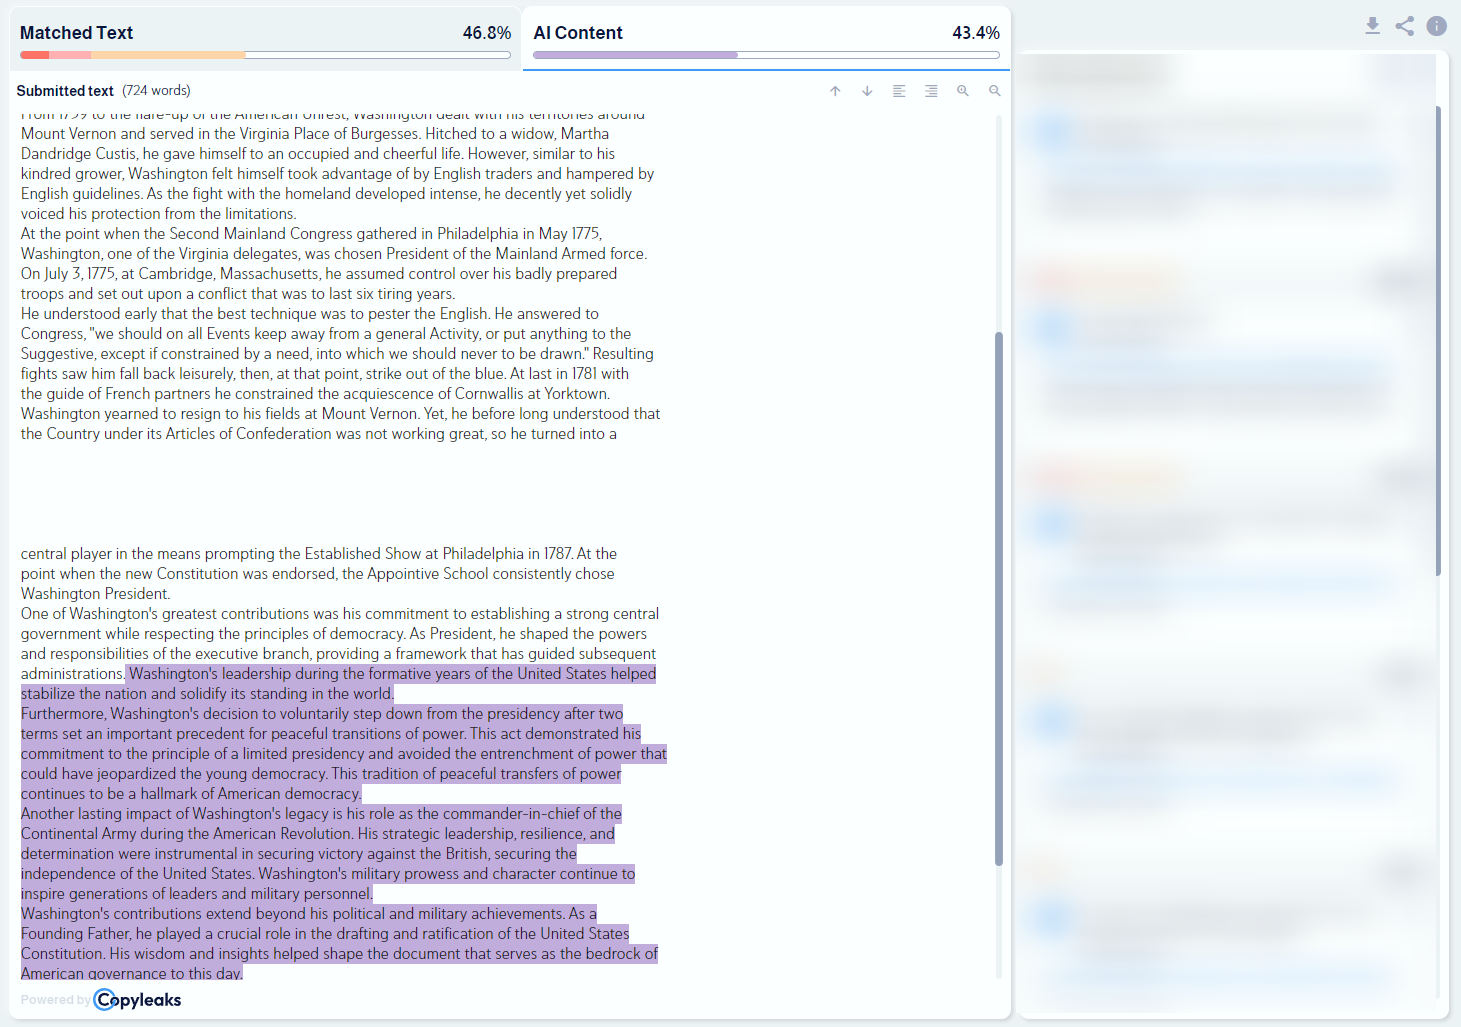 Matched Text 46.8%
AI Content 43.4%
Submitted text (724 words)
From 1759 to the flare-up of the American Unrest, Washington dealt with his territories around
Mount Vernon and served in the Virginia Place of Burgesses. Hitched to a widow, Martha
Dandridge Custis, he gave himself to an occupied and cheerful life. However, similar to his
kindred grower, Washington felt himself took advantage of by English traders and hampered by
English guidelines. As the fight with the homeland developed intense, he decently yet solidly
voiced his protection from the limitations.
At the point when the Second Mainland Congress gathered in Philadelphia in May 1775,
Washington, one of the Virginia delegates, was chosen President of the Mainland Armed force.
On July 3, 1775, at Cambridge, Massachusetts, he assumed control over his badly prepared
troops and set out upon a conflict that was to last six tiring years.
He understood early that the best technique was to pester the English. He answered to
Congress, "we should on all Events keep away from a general Activity, or put anything to the
Suggestive, except if constrained by a need, into which we should never to be drawn." Resulting
fights saw him fall back leisurely, then, at that point, strike out of the blue. At last in 1781 with
the guide of French partners he constrained the acquiescence of Cornwallis at Yorktown.
Washington yearned to resign to his fields at Mount Vernon. Yet, he before long understood that
the Country under its Articles of Confederation was not working great, so he turned into a
central player in the means prompting the Established Show at Philadelphia in 1787. At the
point when the new Constitution was endorsed, the Appointive School consistently chose
Washington President.
One of Washington's greatest contributions was his commitment to establishing a strong central
government while respecting the principles of democracy. As President, he shaped the powers
and responsibilities of the executive branch, providing a framework that has guided subsequent
administrations. Washington's leadership during the formative years of the United States helped
stabilize the nation and solidify its standing in the world.
Furthermore, Washington's decision to voluntarily step down from the presidency after two
terms set an important precedent for peaceful transitions of power. This act demonstrated his
commitment to the principle of a limited presidency and avoided the entrenchment of power that
could have jeopardized the young democracy. This tradition of peaceful transfers of power
continues to be a hallmark of American democracy.
Another lasting impact of Washington's legacy is his role as the commander-in-chief of the
Continental Army during the American Revolution. His strategic leadership, resilience, and
determination were instrumental in securing victory against the British, securing the
independence of the United States. Washington's military prowess and character continue to
inspire generations of leaders and military personnel.
Washington's contributions extend beyond his political and military achievements. As a
Founding Father, he played a crucial role in the drafting and ratification of the United States
Constitution. His wisdom and insights helped shape the document that serves as the bedrock of
American governance to this day.
Powered by Copyleaks